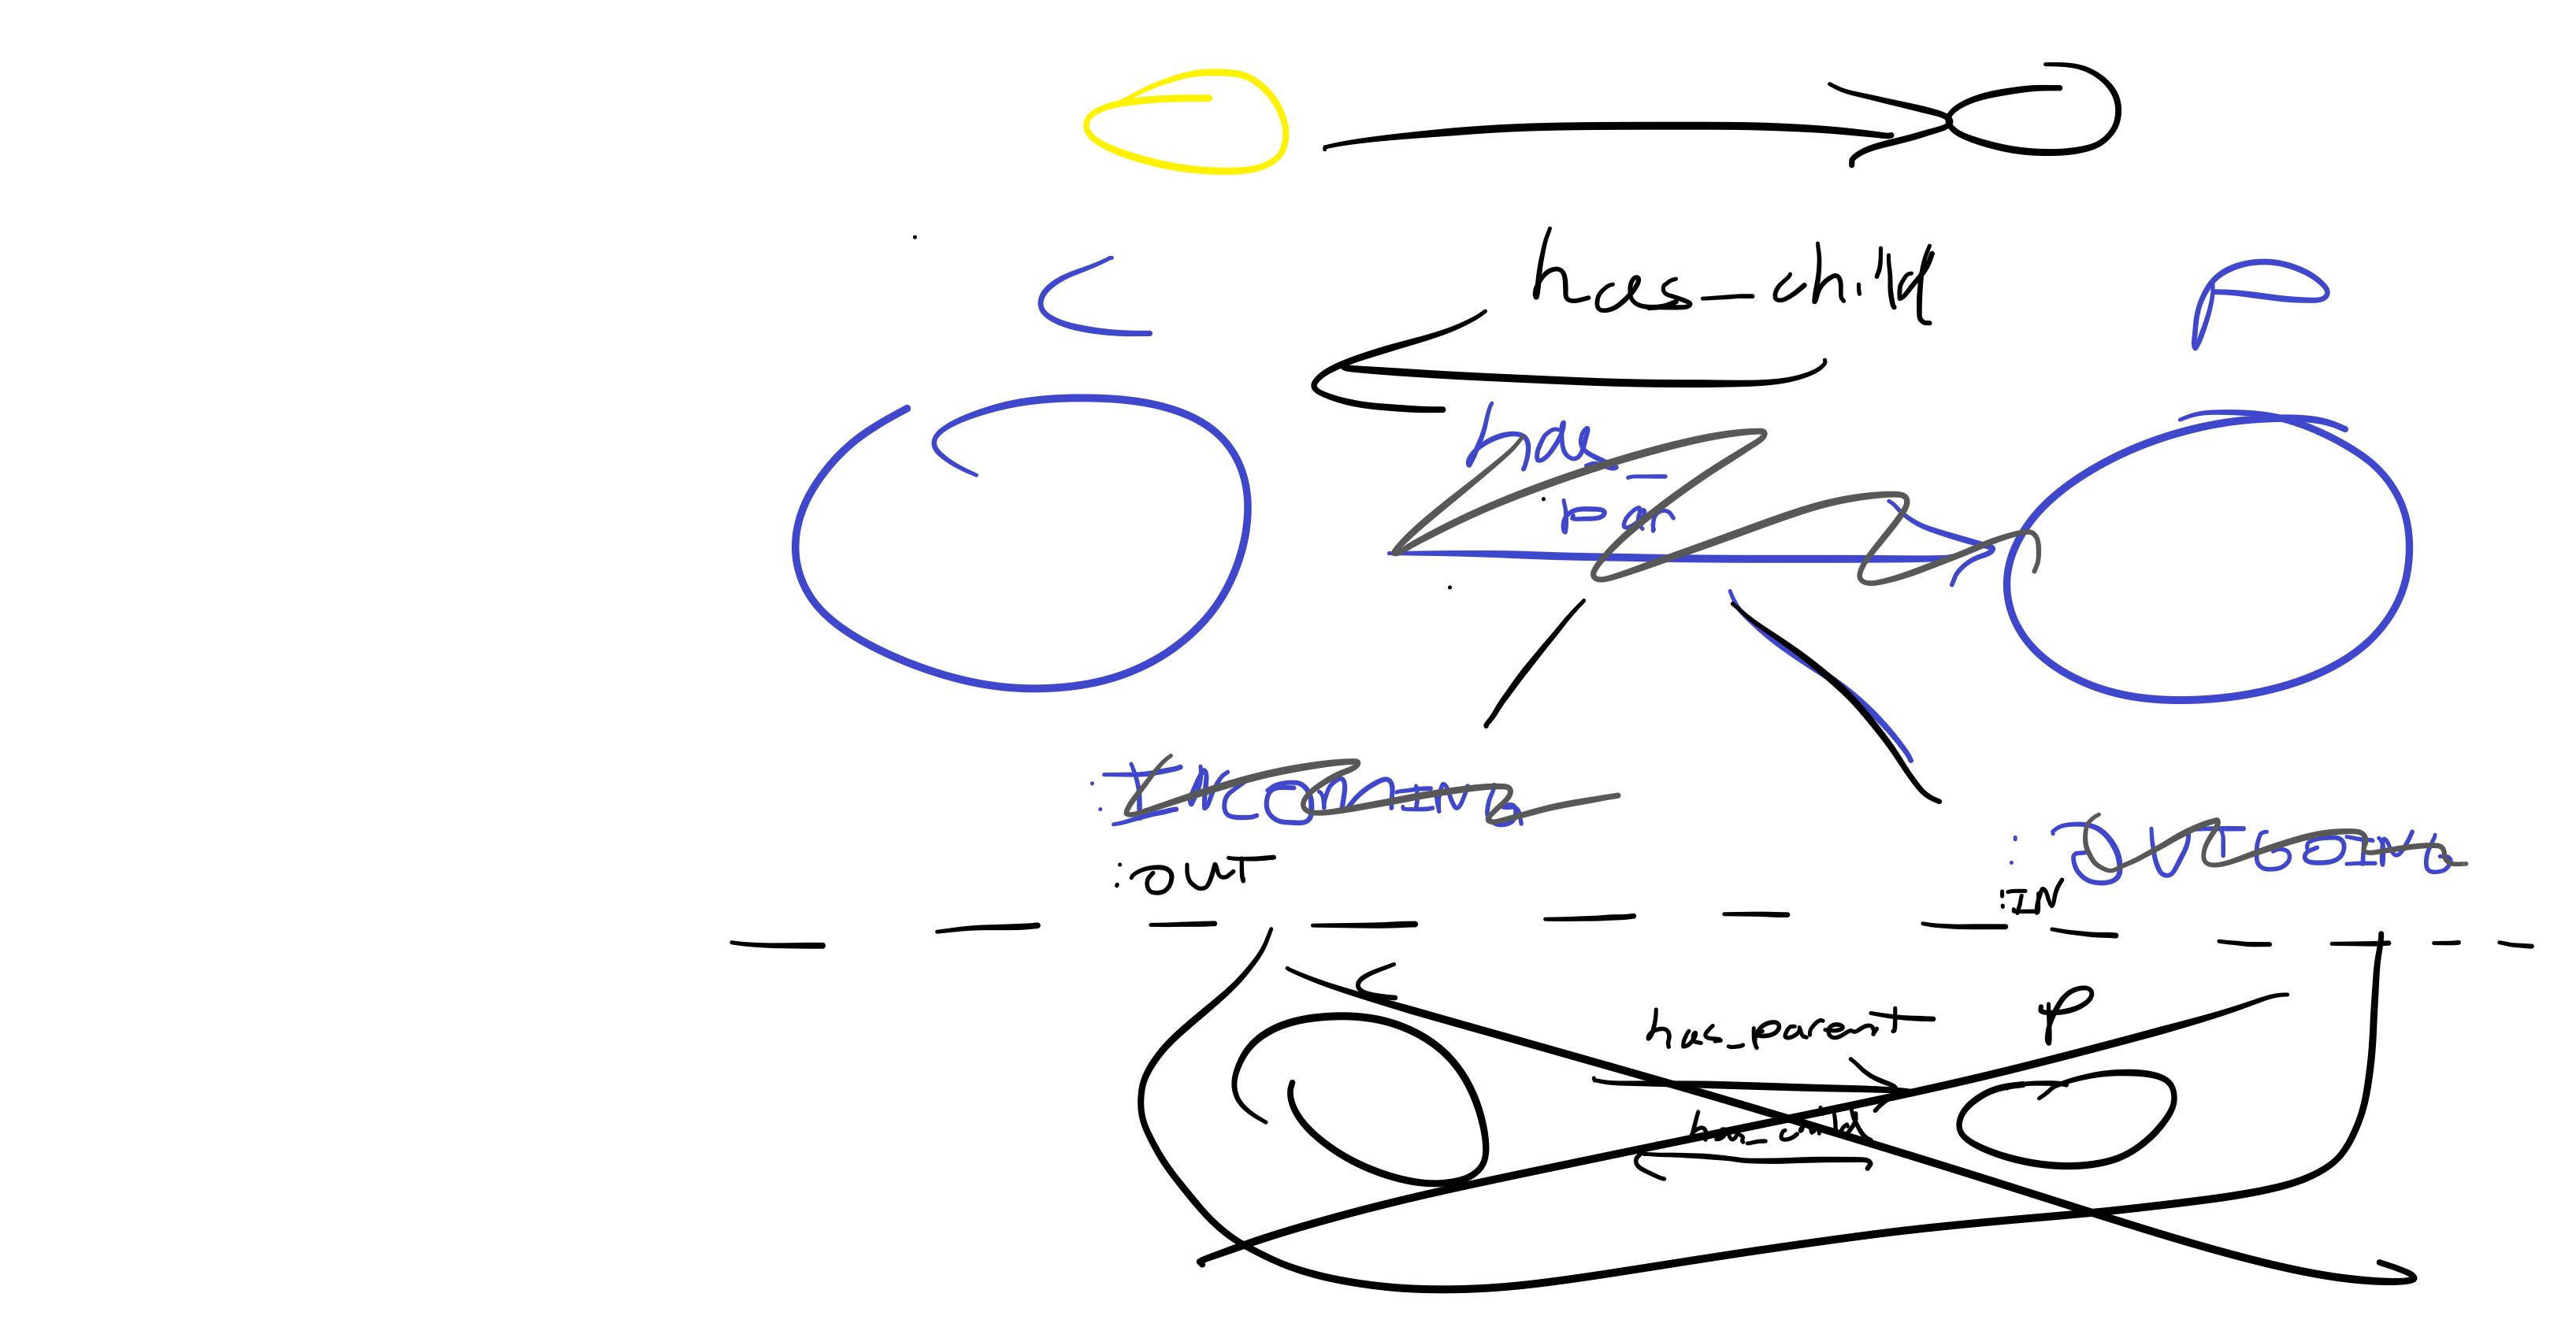 C
has_child
P
has_
par
:INCOMING
:OUTGOING
:OUT
:IN
C
has_parent
P
has_child